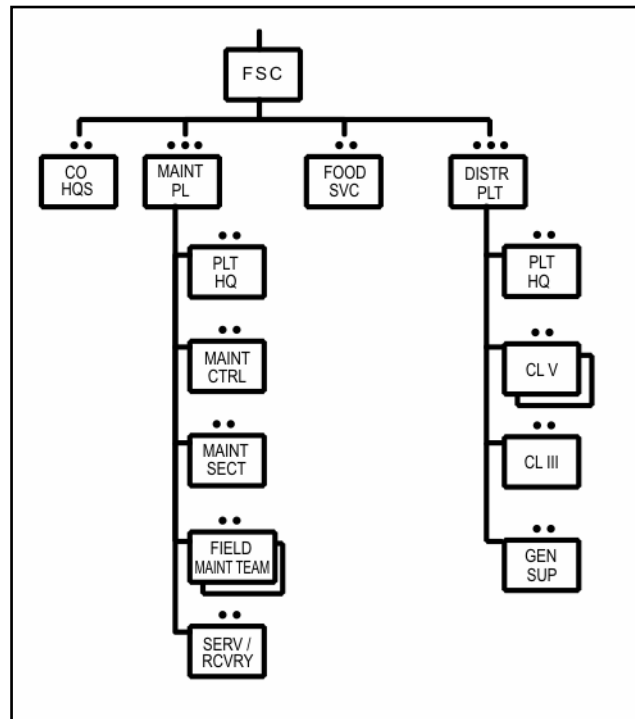 FSC
CO
HQS
MAINT
PL
FOOD
SVC
DISTR
PLT
PLT
HQ
MAINT
CTRL
MAINT
SECT
FIELD
MAINT TEAM
SERV /
RCVRY
PLT
HQ
CL V
CL III
GEN
SUP